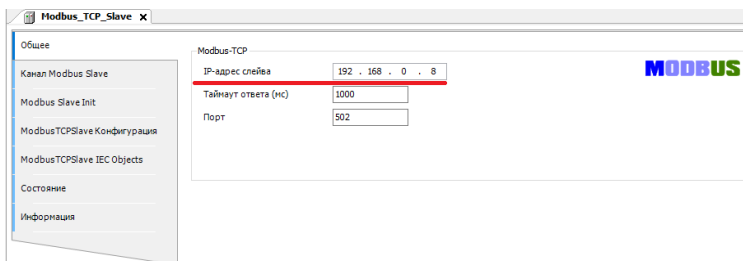 Modbus_TCP_Slave X
Общее
Канал Modbus Slave
Modbus Slave Init
ModbusTCPSlave Конфигурация
ModbusTCPSlave IEC Objects
Состояние
Информация
Modbus-TCP
IP-адрес слейва 192 . 168 . 0 . 8
Таймаут ответа (мс) 1000
Порт 502
MODBUS